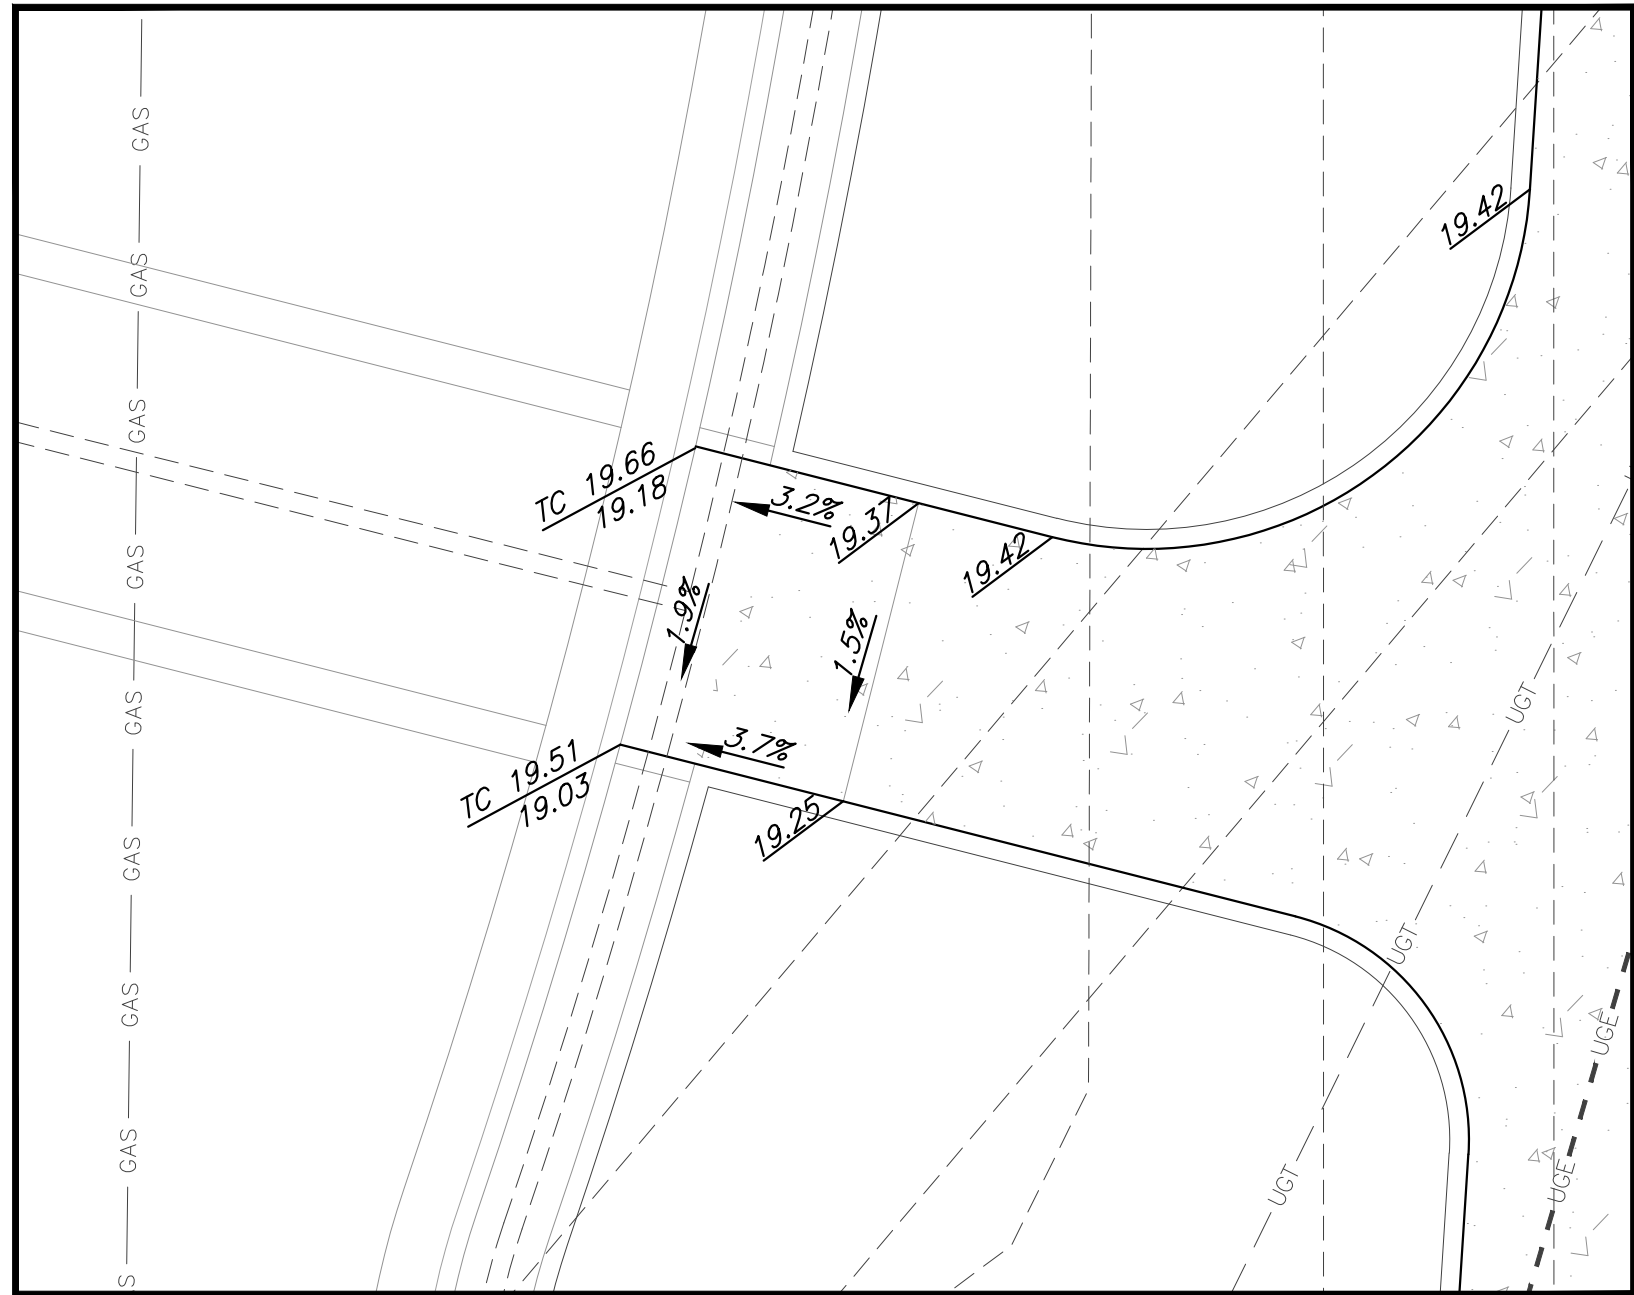 GAS
GAS
GAS
GAS
GAS
GAS
GAS
GAS
S
19.42
TC 19.66
19.18
3.2%
19.37
19.42
1.9%
1.5%
TC 19.51
19.03
3.7%
19.25
UGT
UGT
UGT
UGE
UGE